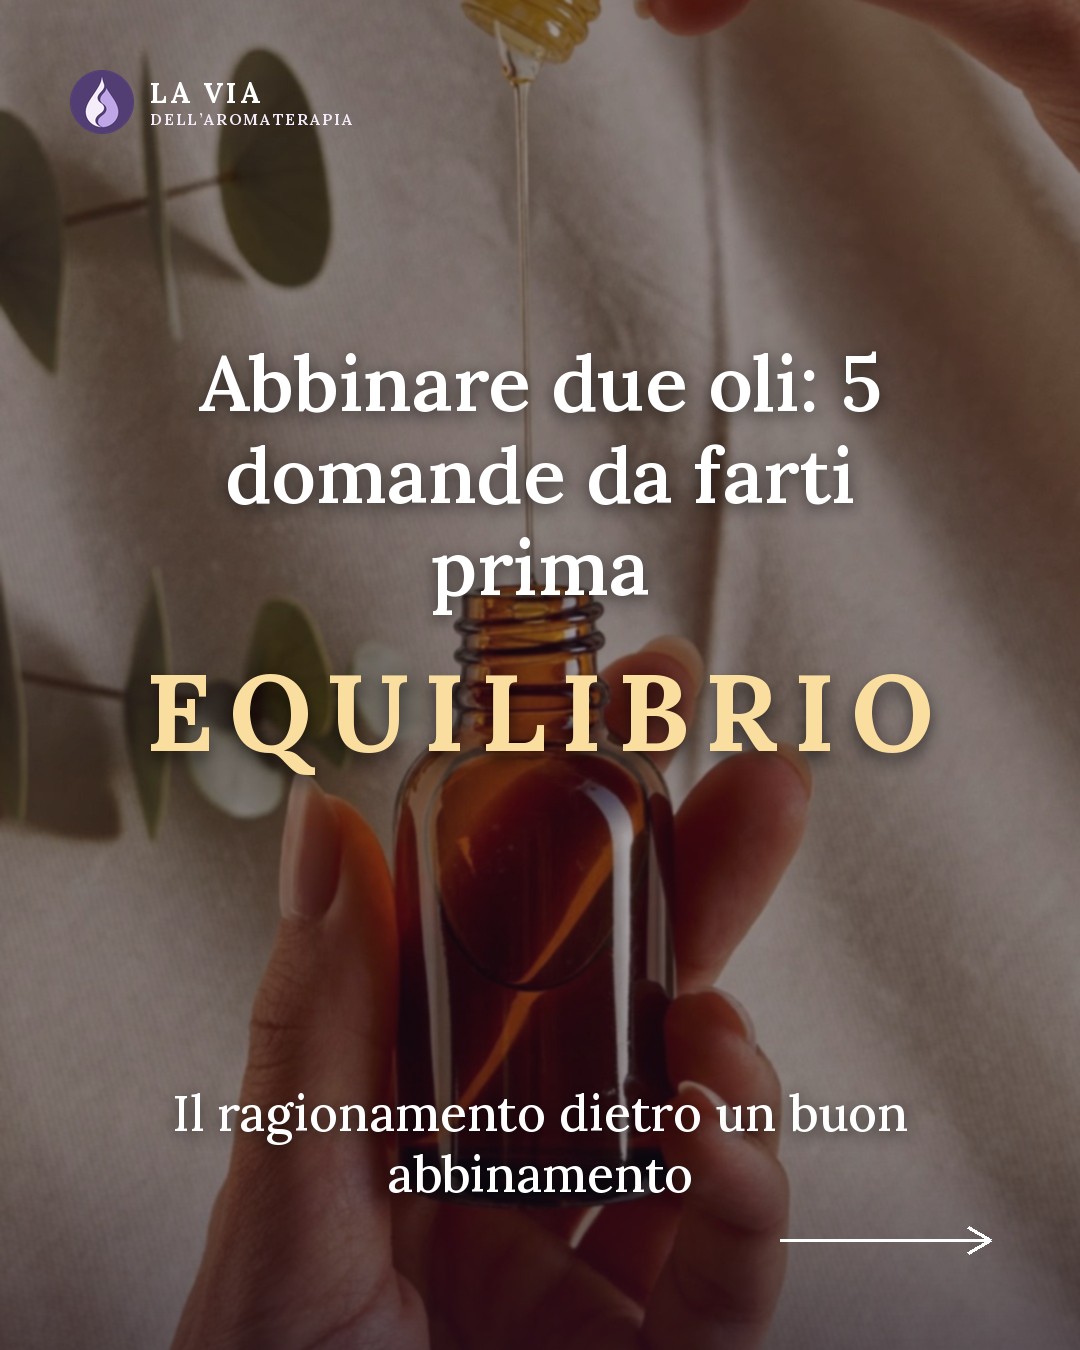 LA VIA
DELL'AROMATERAPIA
Abbinare due oli: 5
domande da farti
prima
EQUILIBRIO
Il ragionamento dietro un buon
abbinamento